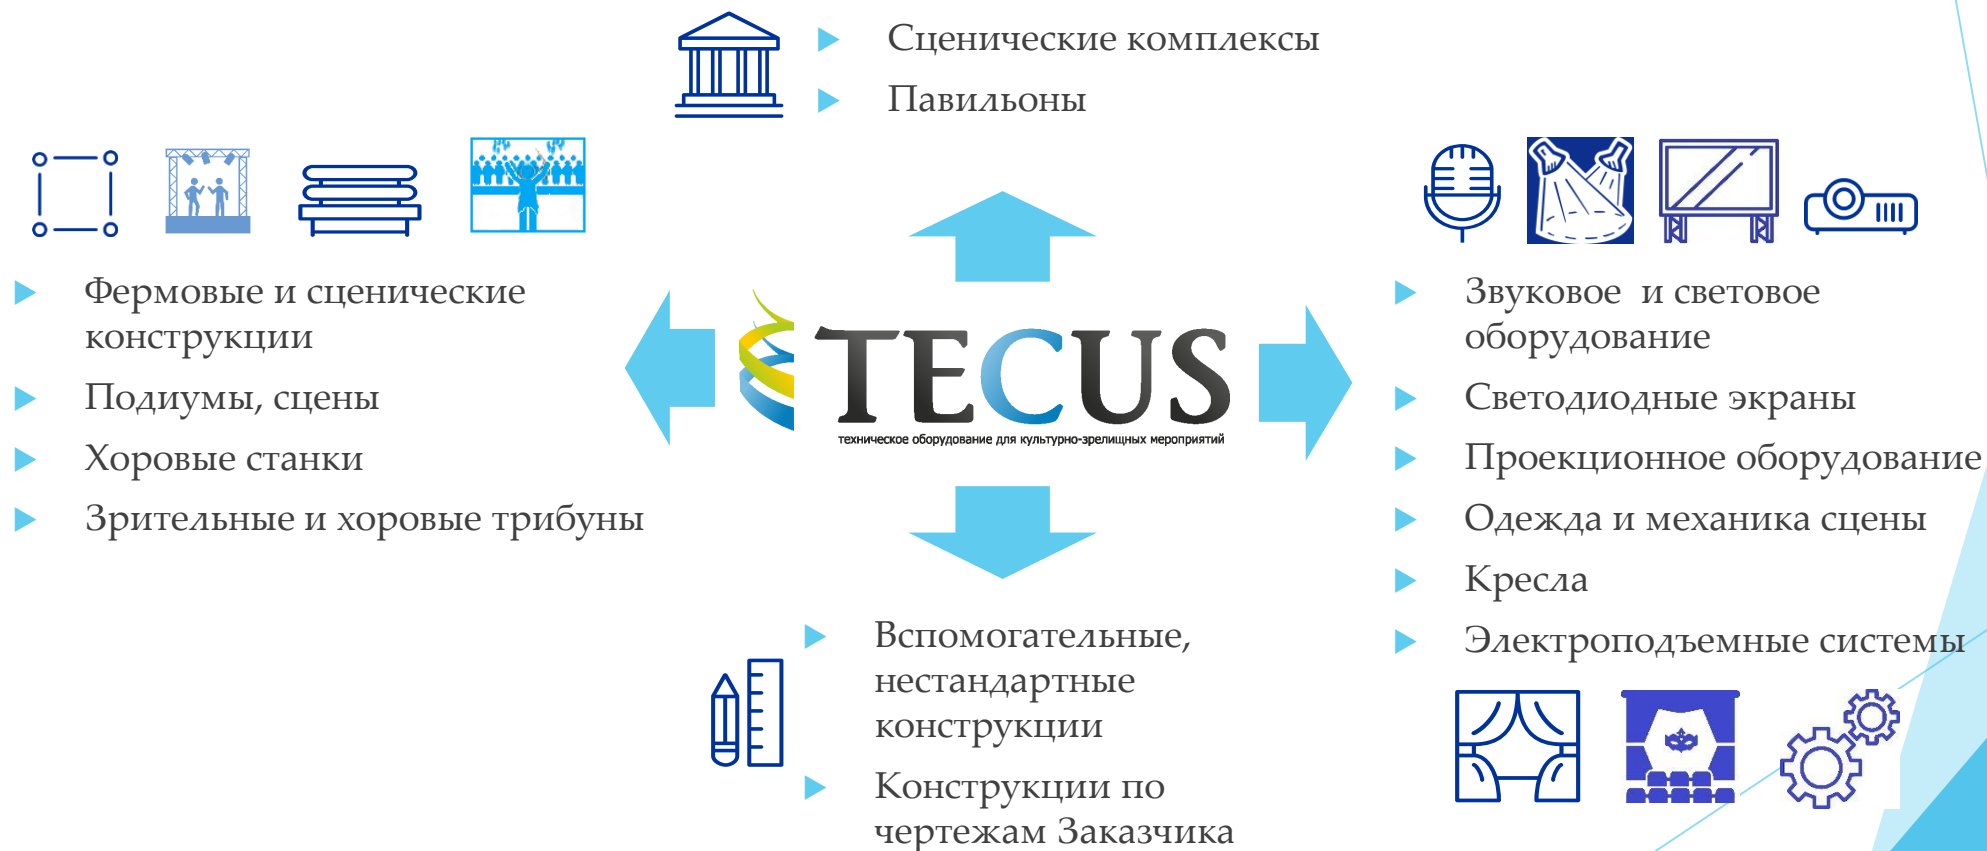 Сценические комплексы
Павильоны
Фермовые и сценические
конструкции
Подиумы, сцены
Хоровые станки
Зрительные и хоровые трибуны
TECUS
техническое оборудование для культурно-зрелищных мероприятий
Звуковое и световое
оборудование
Светодиодные экраны
Проекционное оборудование
Одежда и механика сцены
Кресла
Электроподъемные системы
Вспомогательные,
нестандартные
конструкции
Конструкции по
чертежам Заказчика